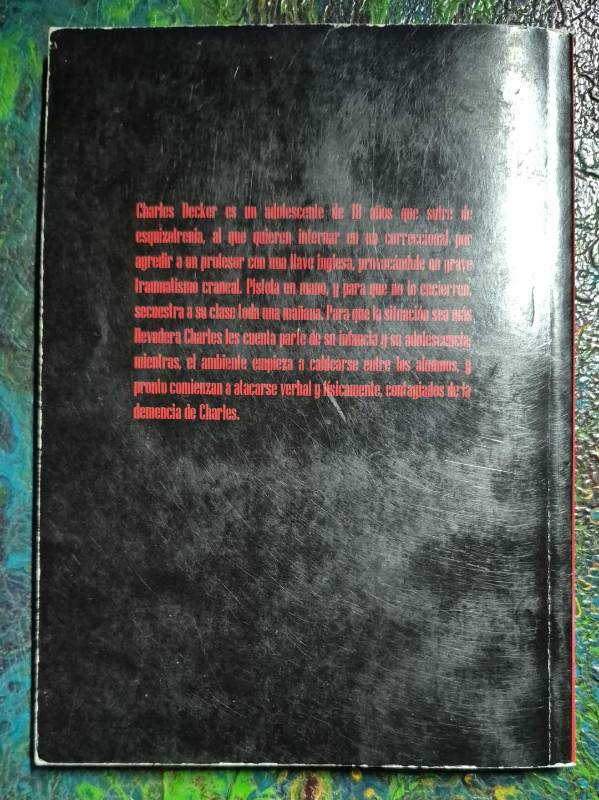 Charles Decker es un adolescente de 18 años que sufre de
esquizofrenia, al que quieren internar en un correccional por
agredir a un profesor con una llave inglesa, provocándole un grave
traumatismo craneal. Pistola en mano, y para que no lo encierren,
secuestra a su clase toda una mañana. Para que la situación sea más
llevadera Charles les cuenta parte de su infancia y su adolescencia;
mientras, el ambiente empieza a caldearse entre los alumnos, y
pronto comienzan a atacarse verbal y físicamente, contagiados de la
demencia de Charles.